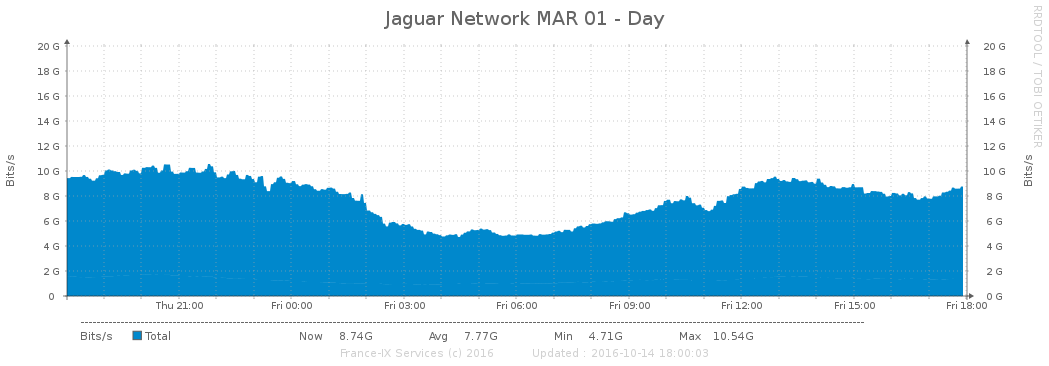 Jaguar Network MAR 01 - Day
RRDTOOL / TOBI OETIKER
Bits/s
20 G 20 G
18 G 18 G
16 G 16 G
14 G 14 G
12 G 12 G
10 G 10 G
8 G 8 G
6 G 6 G
4 G 4 G
2 G 2 G
0 0 G
Bits/s
Thu 21:00 Fri 00:00 Fri 03:00 Fri 06:00 Fri 09:00 Fri 12:00 Fri 15:00 Fri 18:00
Bits/s Total Now 8.74G Avg 7.77G Min 4.71G Max 10.54G
France-IX Services (c) 2016 Updated : 2016-10-14 18:00:03